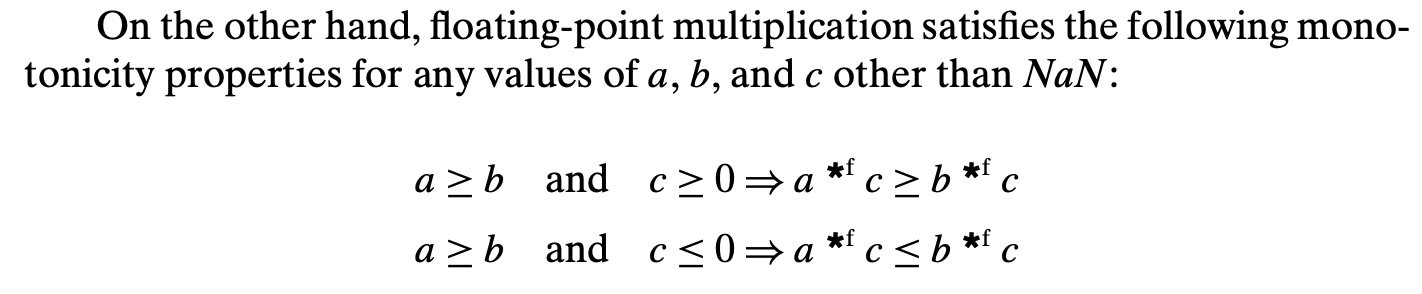 On the other hand, floating-point multiplication satisfies the following mono-
tonicity properties for any values of a, b, and c other than NaN:
a ≥ b and c ≥ 0 ⇒ a *ᶠ c ≥ b *ᶠ c
a ≥ b and c ≤ 0 ⇒ a *ᶠ c ≤ b *ᶠ c